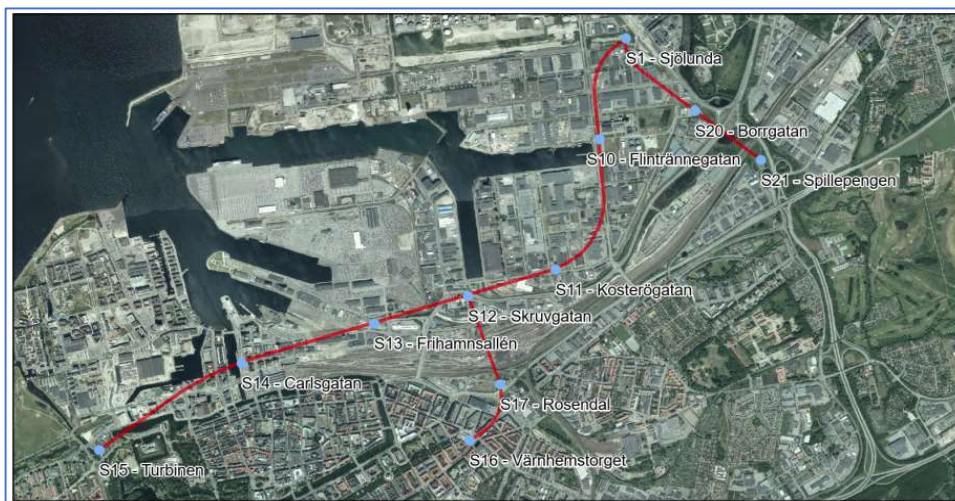 S1 - Sjölunda
S20 - Borrgatan
S10 - Flintrännegatan
S21 - Spillepengen
S11 - Kosterögatan
S12 - Skruvgatan
S13 - Frihamnsallén
S14 - Carlsgatan
S17 - Rosendal
S16 - Värnhemstorget
S15 - Turbinen